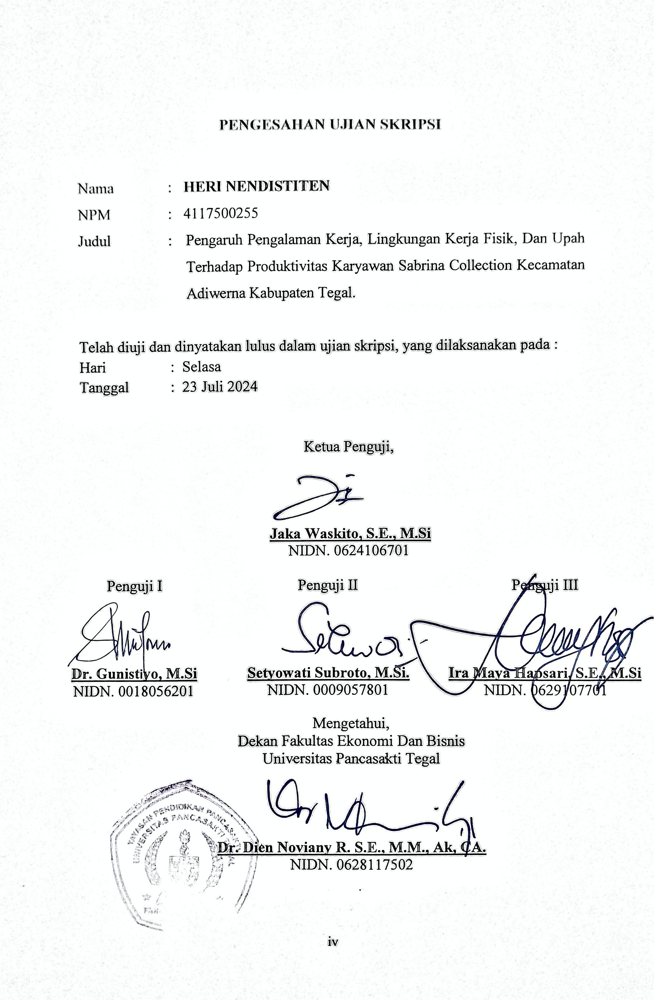 PENGESAHAN UJIAN SKRIPSI
Nama : HERI NENDISTITEN
NPM : 4117500255
Judul : Pengaruh Pengalaman Kerja, Lingkungan Kerja Fisik, Dan Upah
Terhadap Produktivitas Karyawan Sabrina Collection Kecamatan
Adiwerna Kabupaten Tegal.
Telah diuji dan dinyatakan lulus dalam ujian skripsi, yang dilaksanakan pada :
Hari : Selasa
Tanggal : 23 Juli 2024
Ketua Penguji,
Jaka Waskito, S.E., M.Si
NIDN. 0624106701
Penguji I Penguji II Penguji III
Dr. Gunistiyo, M.Si Setyowati Subroto, M.Si. Ira Maya Hapsari, S.E., M.Si
NIDN. 0018056201 NIDN. 0009057801 NIDN. 0629107701
Mengetahui,
Dekan Fakultas Ekonomi Dan Bisnis
Universitas Pancasakti Tegal
YAYASAN PENDIDIKAN PANCASAKTI
UNIVERSITAS PANCASAKTI TEGAL
Dr. Dien Noviany R. S.E., M.M., Ak, CA.
NIDN. 0628117502
iv